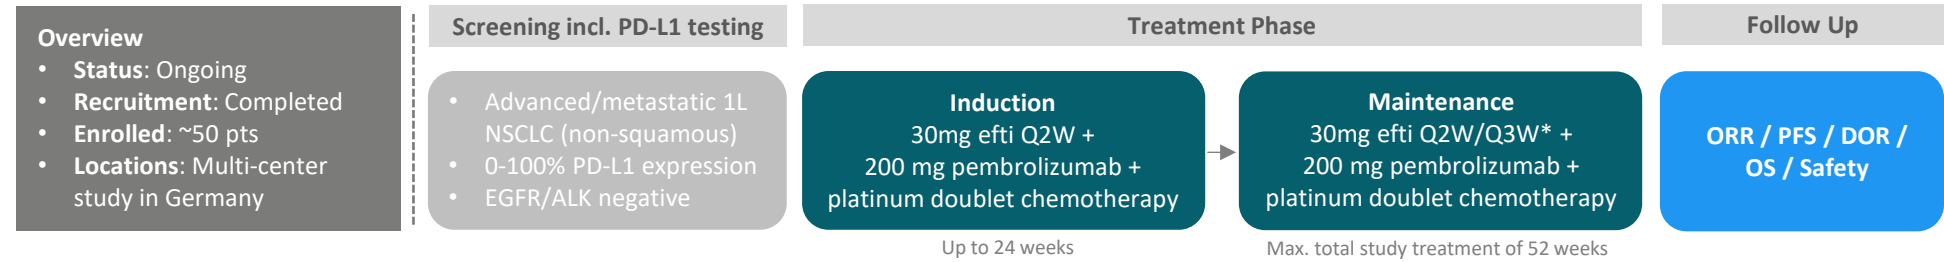 Overview
• Status: Ongoing
• Recruitment: Completed
• Enrolled: ~50 pts
• Locations: Multi-center
study in Germany
Screening incl. PD-L1 testing
• Advanced/metastatic 1L
NSCLC (non-squamous)
• 0-100% PD-L1 expression
• EGFR/ALK negative
Treatment Phase
Induction
30mg efti Q2W +
200 mg pembrolizumab +
platinum doublet chemotherapy
Up to 24 weeks
Maintenance
30mg efti Q2W/Q3W* +
200 mg pembrolizumab +
platinum doublet chemotherapy
Max. total study treatment of 52 weeks
Follow Up
ORR / PFS / DOR /
OS / Safety